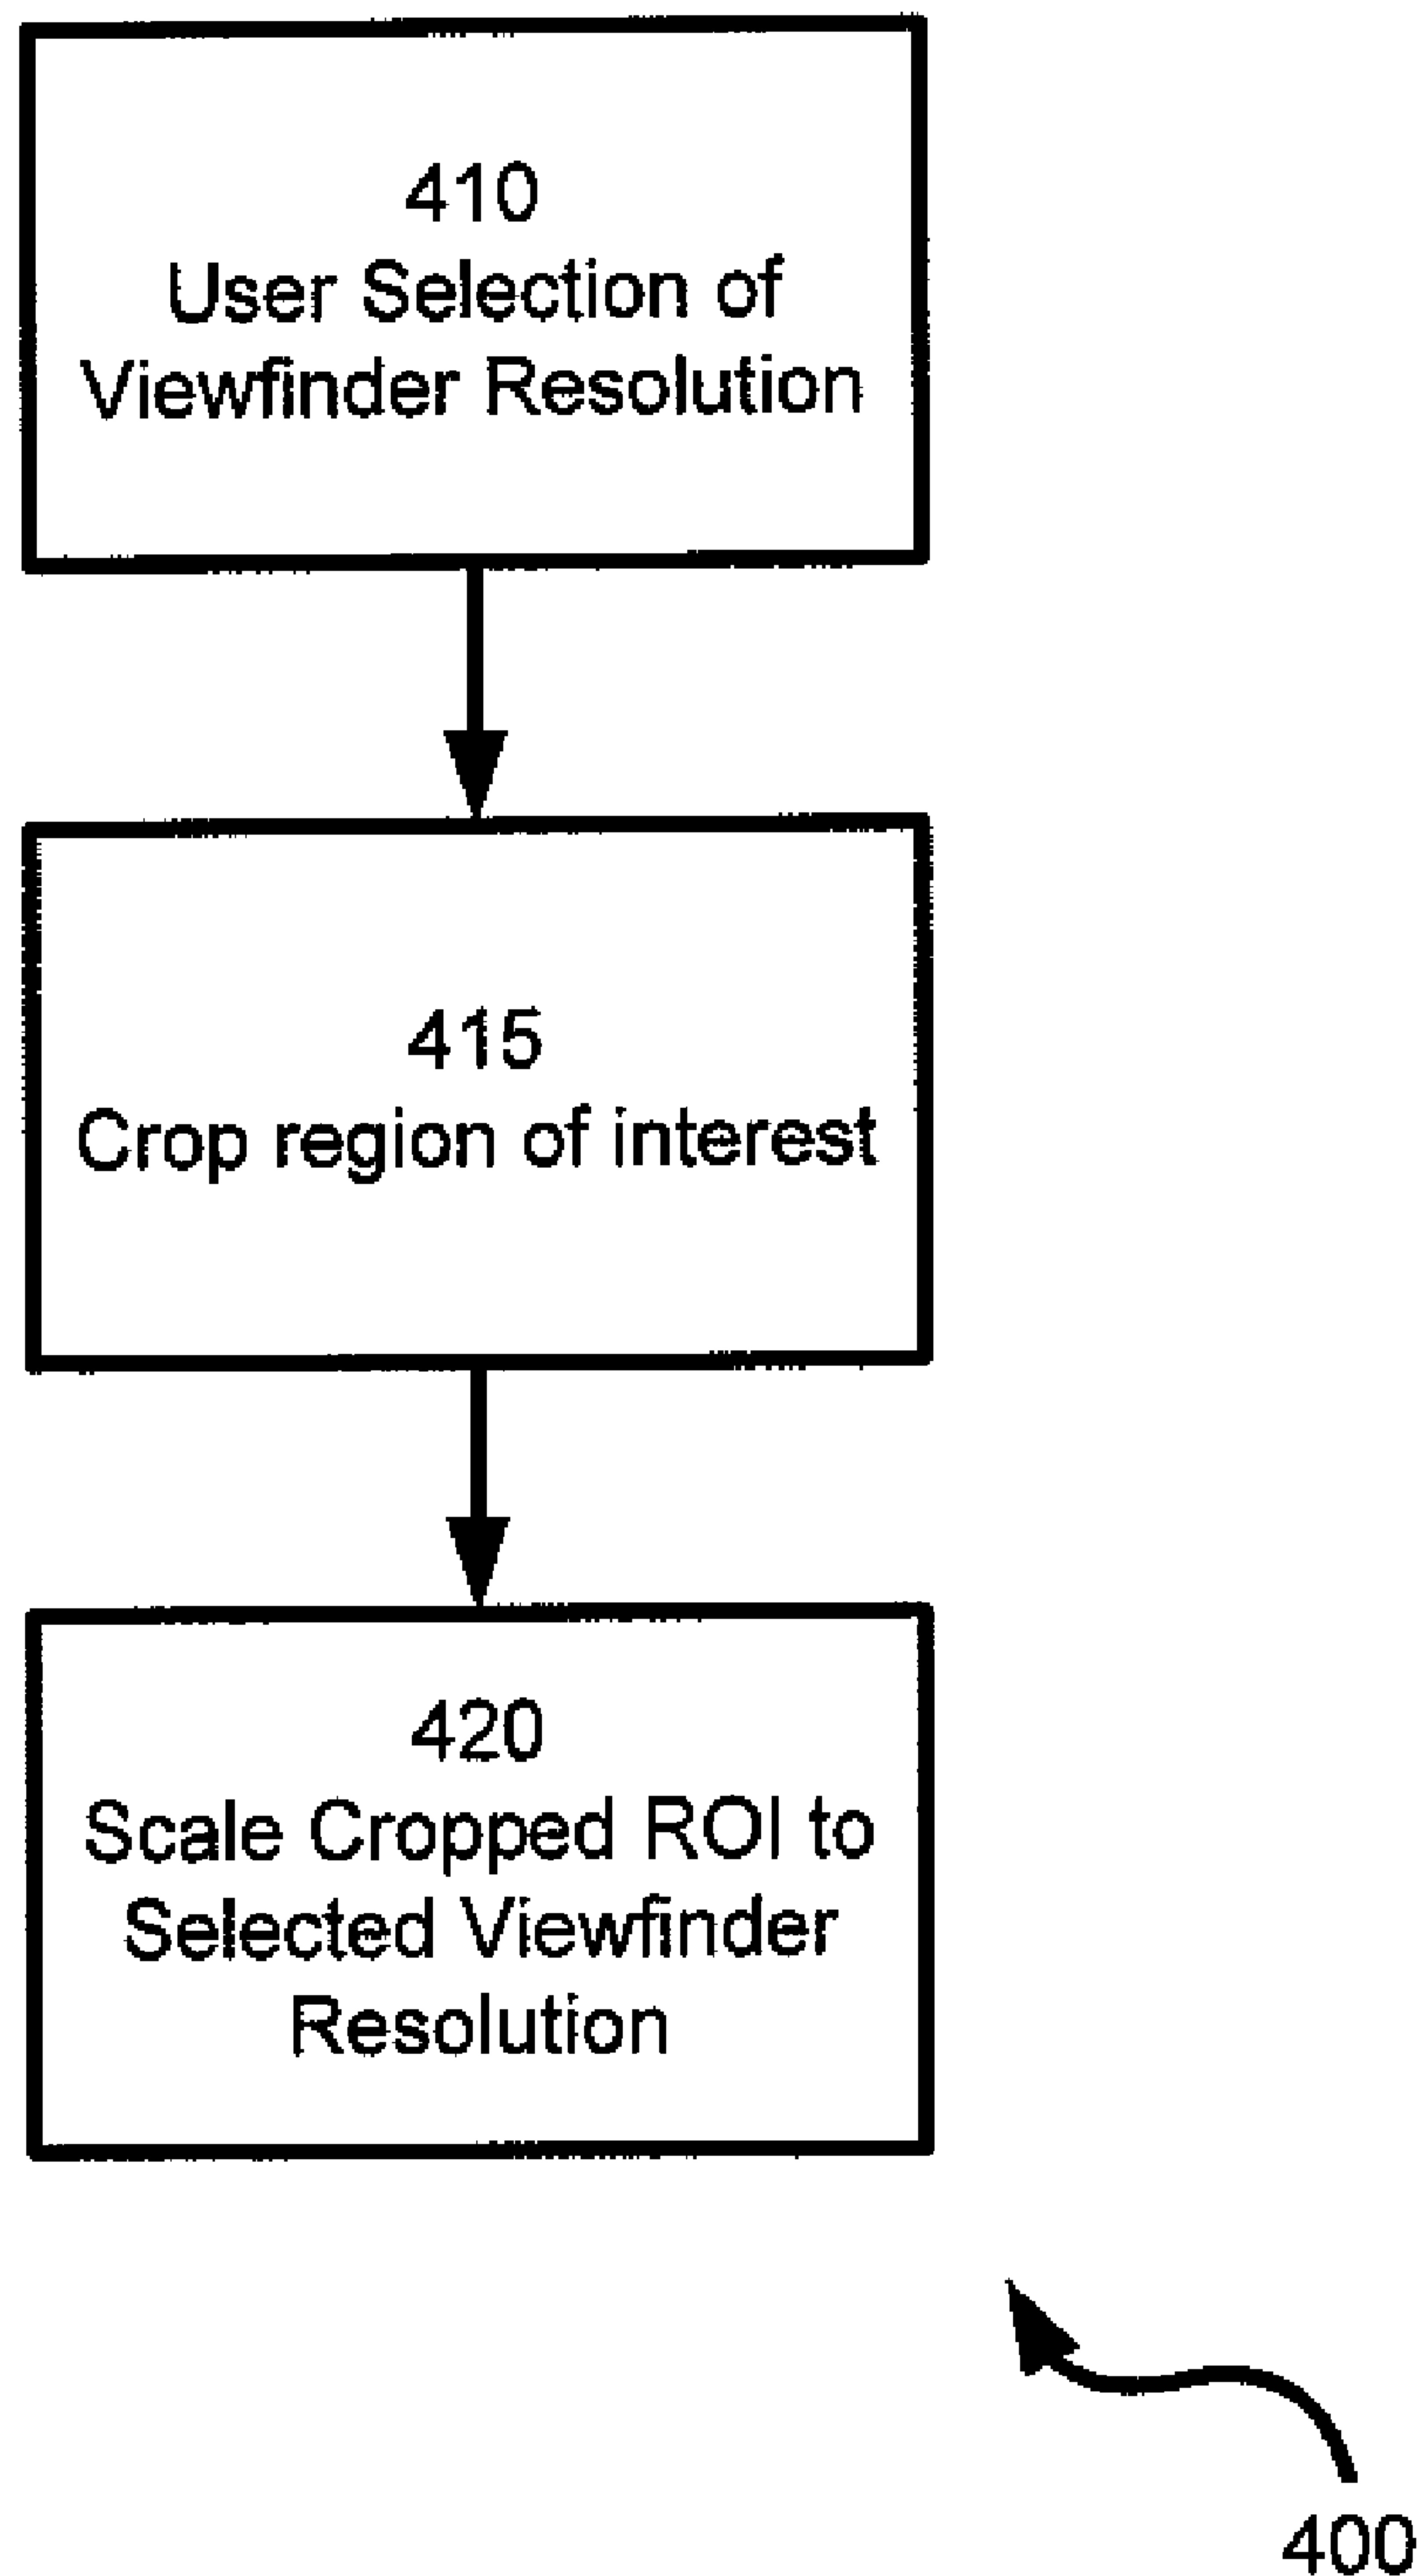 410
User Selection of
Viewfinder Resolution
415
Crop region of interest
420
Scale Cropped ROI to
Selected Viewfinder
Resolution
400